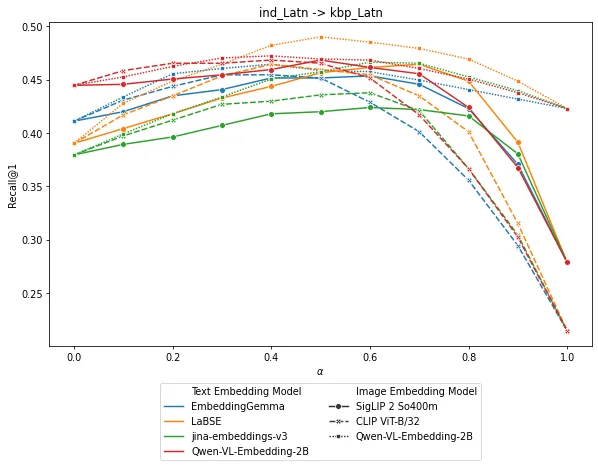 ind_Latn -> kbp_Latn
0.50
0.45
0.40
0.35
0.30
0.25
Recall@1
0.0 0.2 0.4 0.6 0.8 1.0
α
Text Embedding Model
EmbeddingGemma
LaBSE
jina-embeddings-v3
Qwen-VL-Embedding-2B
Image Embedding Model
SigLIP 2 So400m
CLIP ViT-B/32
Qwen-VL-Embedding-2B